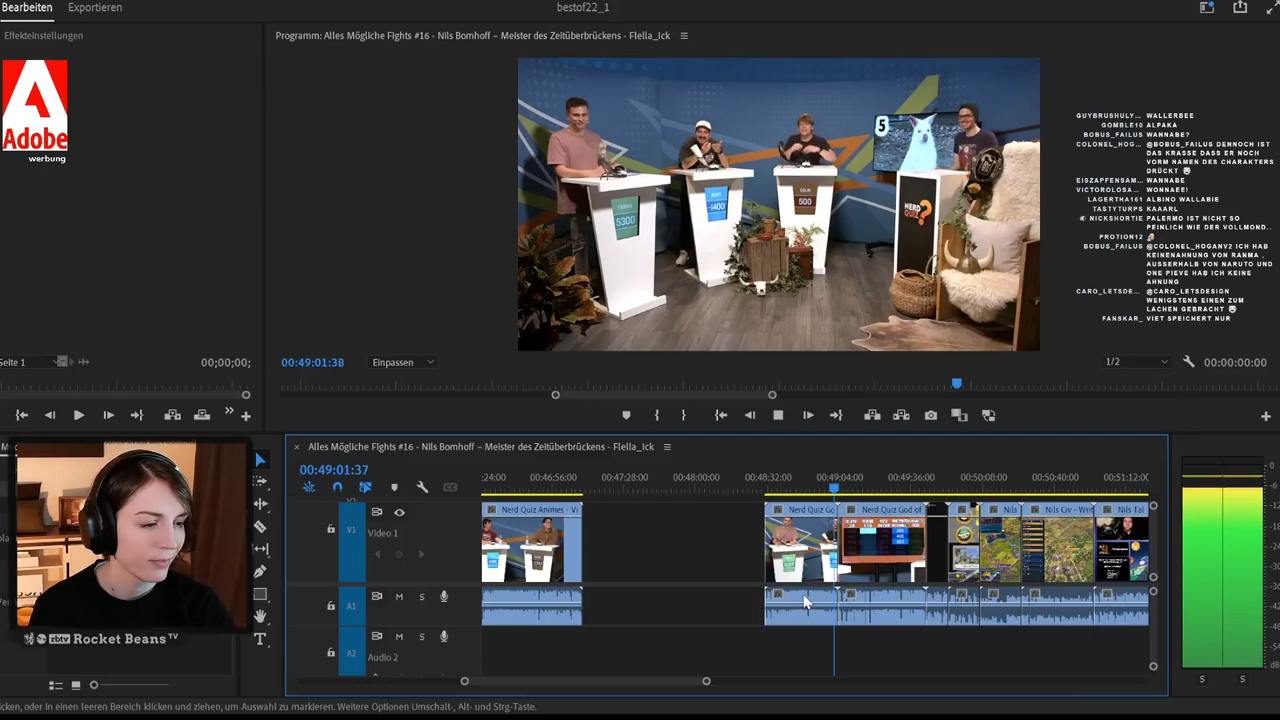 Bearbeiten
Exportieren
bestof22_1
Effekteinstellungen
Programm: Alles Mögliche FIghts #16 - Nils Bomhoff – Meister des Zeitüberbrückens - Flella_Ick
Adobe
werbung
5
5300
-1400
500
NERD
QUIZ
GUYBRUSHULY... WALLERBEE
GOMBLE10 ALPAKA
BOBUS_FAILUS WANNABE?
COLONEL_HOG... @BOBUS_FAILUS DENNOCH IST
DAS KRASSE DASS ER NOCH
VORM NAMEN DES CHARAKTERS
DRÜCKT
EISZAPFENSAM... WANNABE
VICTOROLOSA... WONNAEE!
LAGERTHA161 ALBINO WALLABIE
TASTYTURPS KAAARL
NICKSHORTIE PALERMO IST NICHT SO
PEINLICH WIE DER VOLLMOND..
PROTION12
BOBUS_FAILUS @COLONEL_HOGANV2 ICH HAB
KEINENAHNUNG VON RANMA ,
AUSSERHALB VON NARUTO UND
ONE PIEVE HAB ICH KEINE
AHNUNG
CARO_LETSDE... @CARO_LETSDESIGN
WENIGSTENS EINEN ZUM
LACHEN GEBRACHT
FANSKAR_ VIET SPEICHERT NUR
Seite 1
00;00;00;
00:49:01:38
Einpassen
1/2
00:00:00:00
Alles Mögliche FIghts #16 - Nils Bomhoff – Meister des Zeitüberbrückens - Flella_Ick
00:49:01:37
:24:00 00:46:56:00 00:47:28:00 00:48:00:00 00:48:32:00 00:49:04:00 00:49:36:00 00:50:08:00 00:50:40:00 00:51:12:00
V1
Video 1
Nerd Quiz Animes - Vi
Nerd Quiz Go
Nerd Quiz God of
Nils
Nils Civ - Wri
Nils Tal
A1 M S
A2 M S
Audio 2
rbtv Rocket Beans TV
0
dB
S S
icken, oder in einen leeren Bereich klicken und ziehen, um Auswahl zu markieren. Weitere Optionen Umschalt-, Alt- und Strg-Taste.